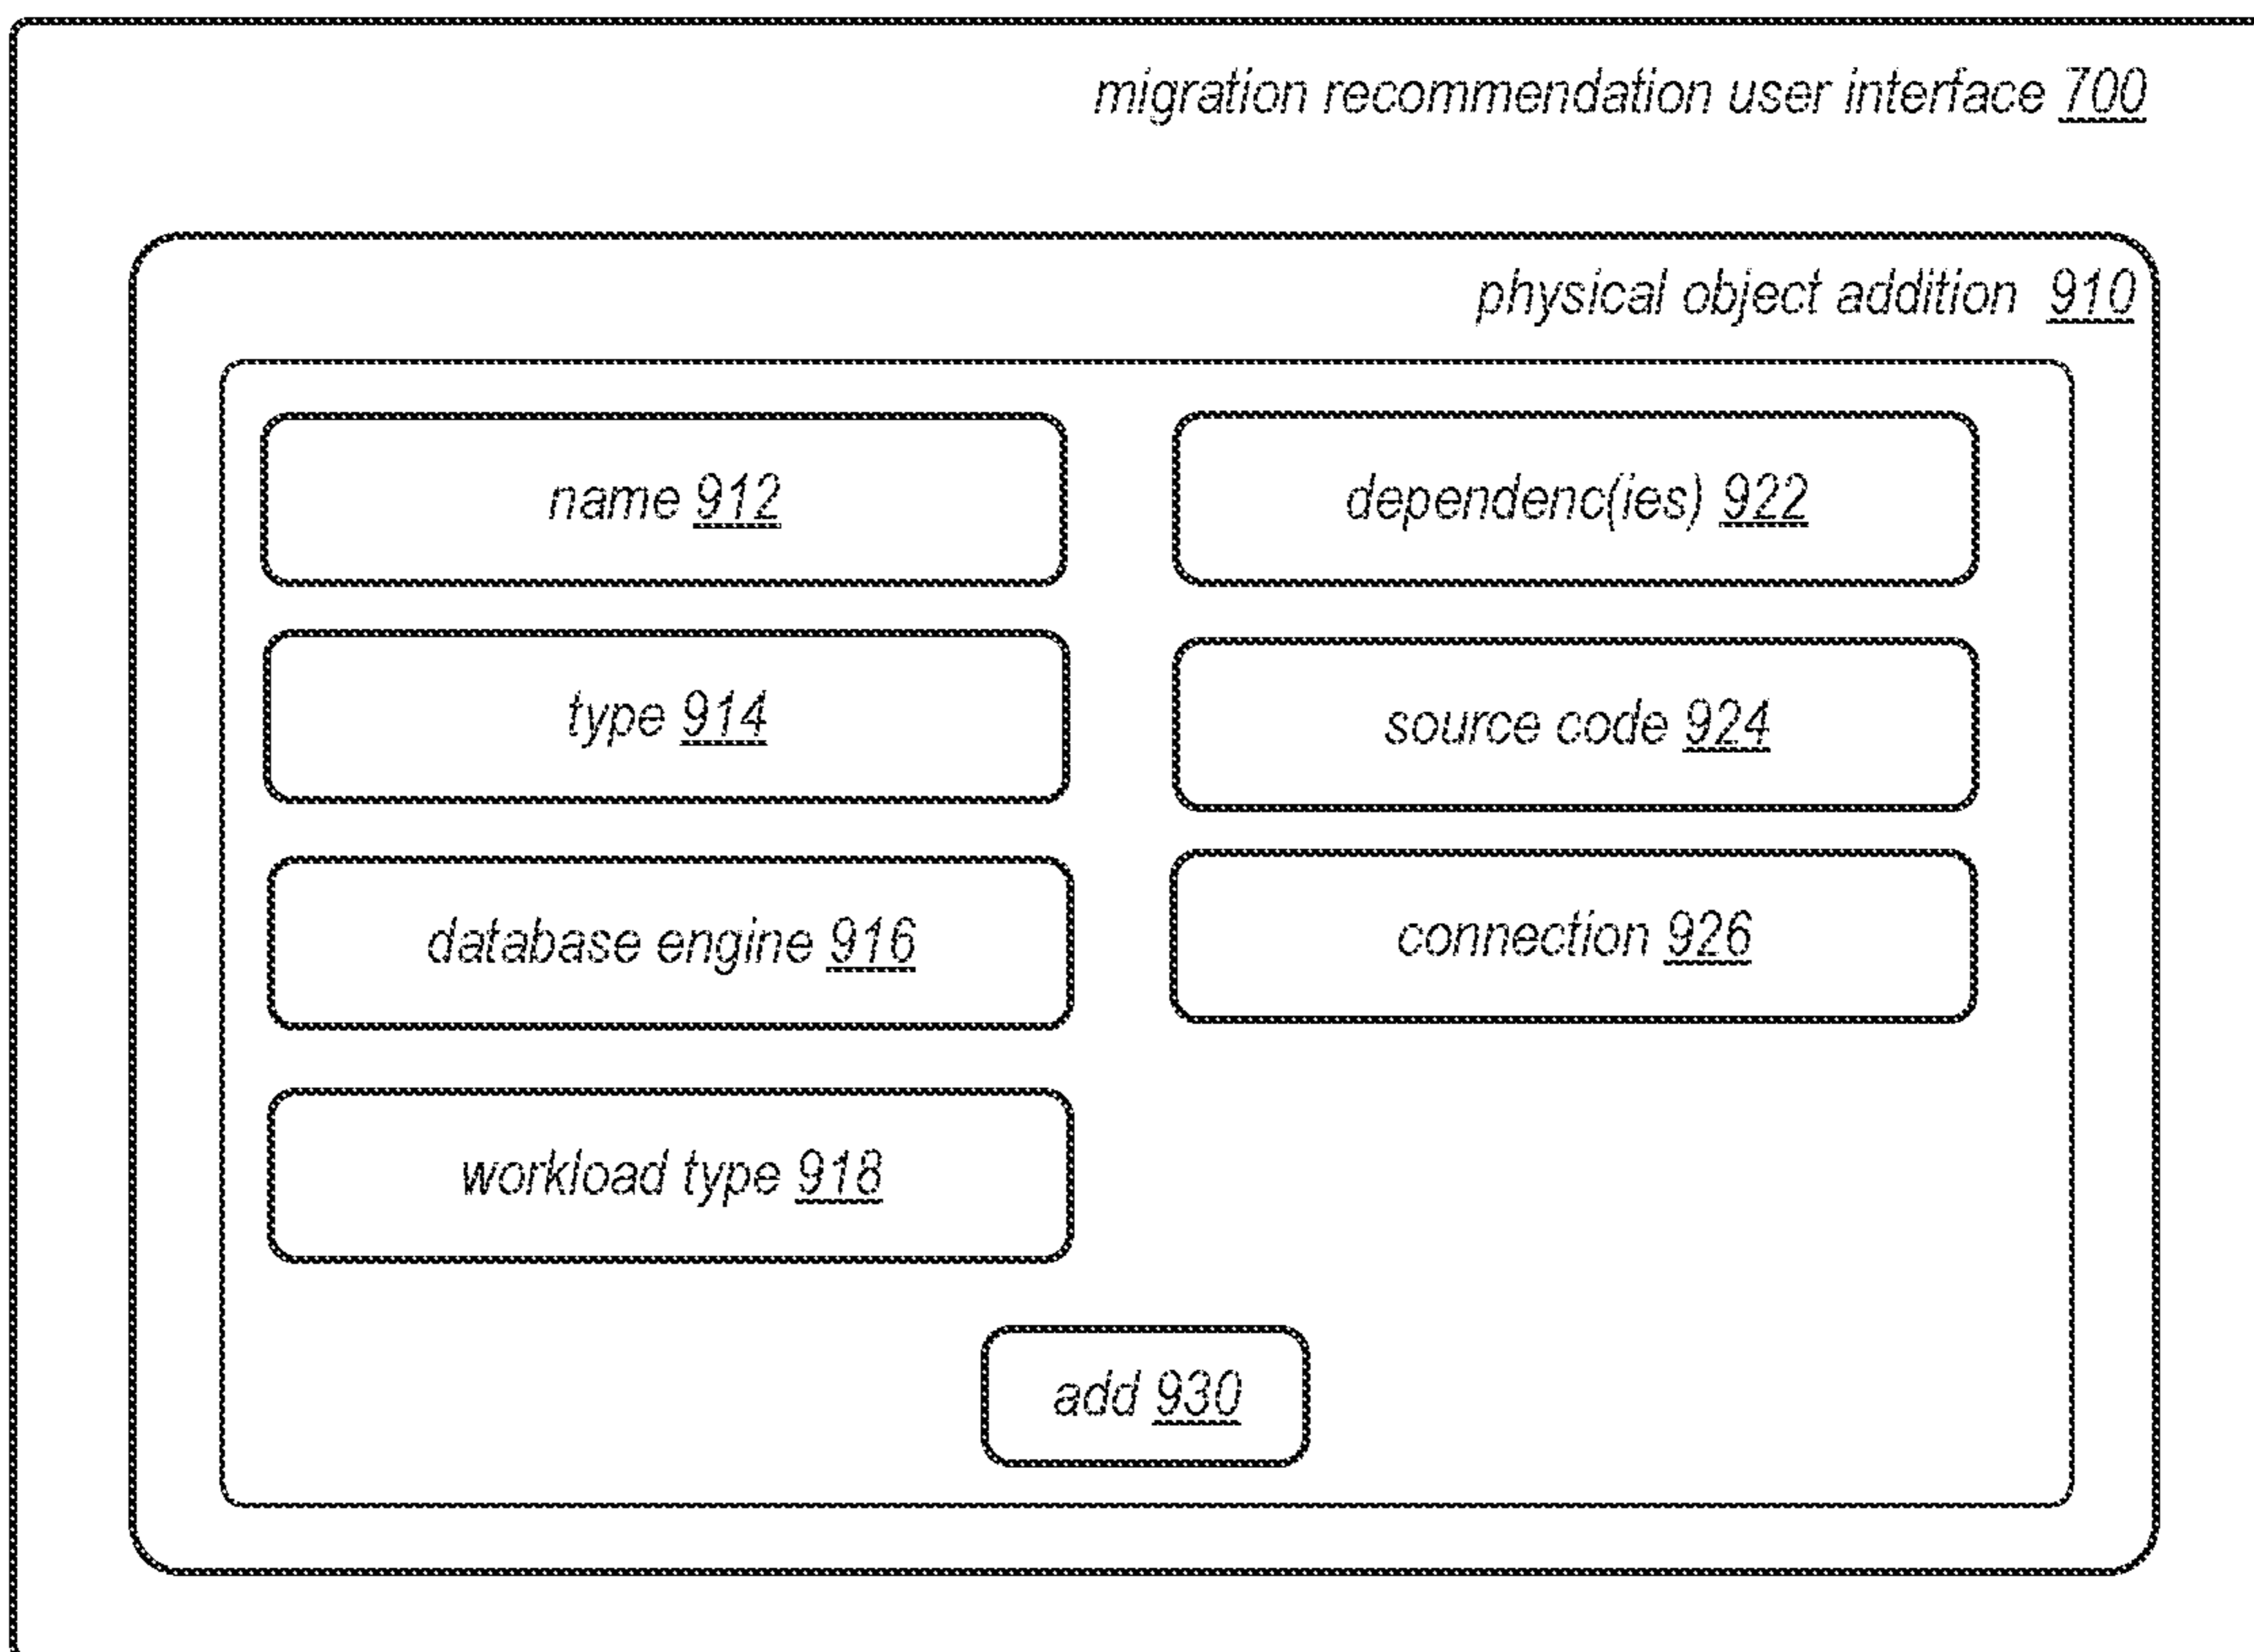 migration recommendation user interface 700
physical object addition 910
name 912
dependenc(ies) 922
type 914
source code 924
database engine 916
connection 926
workload type 918
add 930